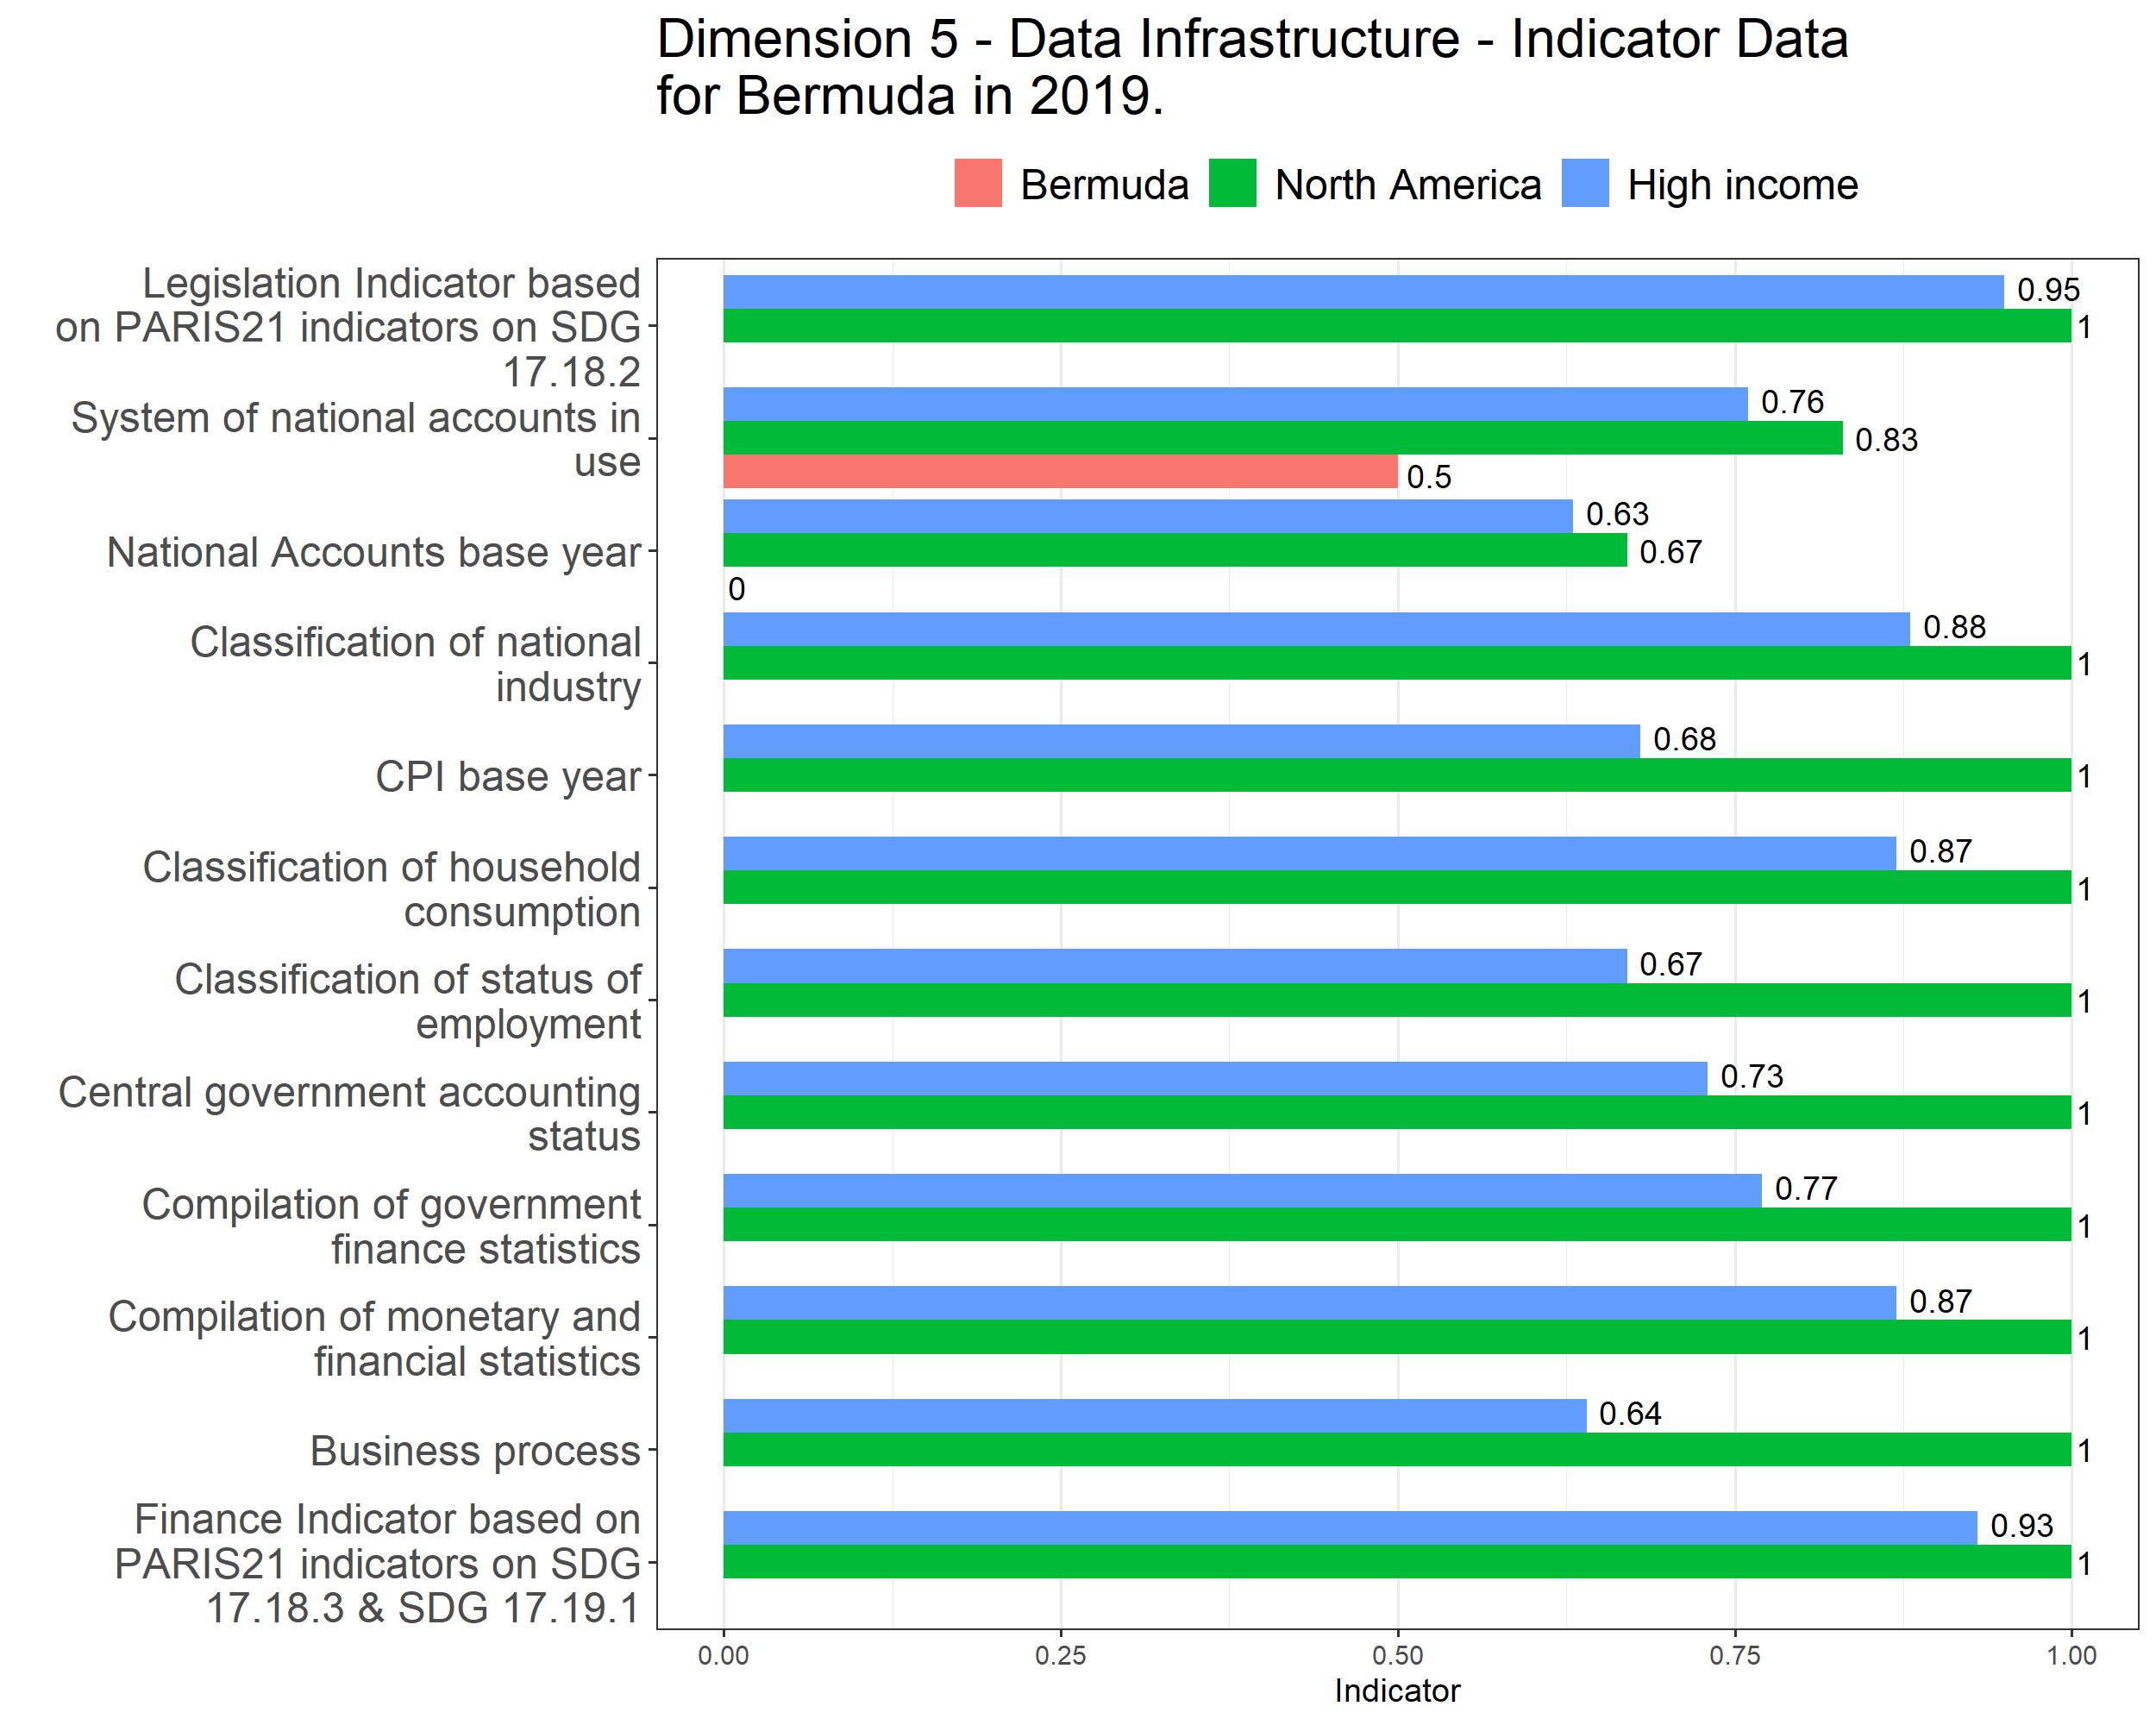 Dimension 5 - Data Infrastructure - Indicator Data
for Bermuda in 2019.
Bermuda
North America
High income
Legislation Indicator based
on PARIS21 indicators on SDG
17.18.2
0.95
1
System of national accounts in
use
0.76
0.83
0.5
National Accounts base year
0.63
0.67
0
Classification of national
industry
0.88
1
CPI base year
0.68
1
Classification of household
consumption
0.87
1
Classification of status of
employment
0.67
1
Central government accounting
status
0.73
1
Compilation of government
finance statistics
0.77
1
Compilation of monetary and
financial statistics
0.87
1
Business process
0.64
1
Finance Indicator based on
PARIS21 indicators on SDG
17.18.3 & SDG 17.19.1
0.93
1
0.00
0.25
0.50
0.75
1.00
Indicator